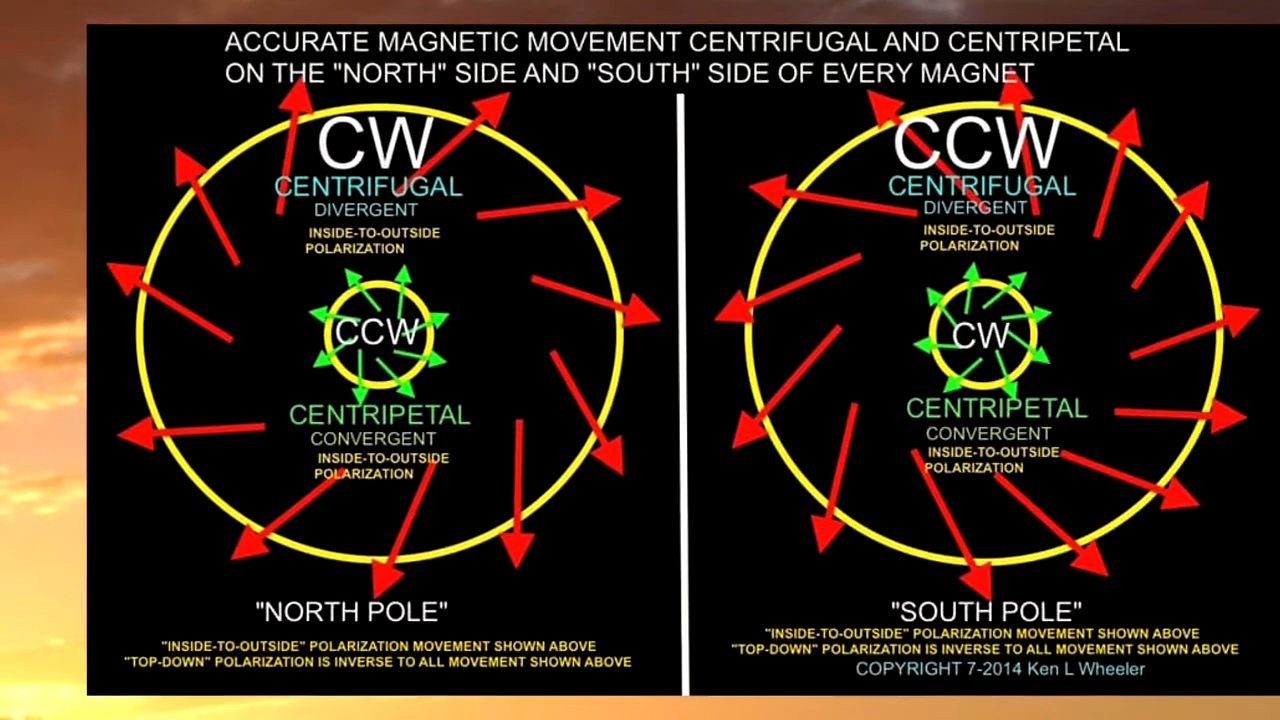 ACCURATE MAGNETIC MOVEMENT CENTRIFUGAL AND CENTRIPETAL
ON THE "NORTH" SIDE AND "SOUTH" SIDE OF EVERY MAGNET
CW
CENTRIFUGAL
DIVERGENT
INSIDE-TO-OUTSIDE
POLARIZATION
CCW
CENTRIPETAL
CONVERGENT
INSIDE-TO-OUTSIDE
POLARIZATION
"NORTH POLE"
"INSIDE-TO-OUTSIDE" POLARIZATION MOVEMENT SHOWN ABOVE
"TOP-DOWN" POLARIZATION IS INVERSE TO ALL MOVEMENT SHOWN ABOVE
CCW
CENTRIFUGAL
DIVERGENT
INSIDE-TO-OUTSIDE
POLARIZATION
CW
CENTRIPETAL
CONVERGENT
INSIDE-TO-OUTSIDE
POLARIZATION
"SOUTH POLE"
"INSIDE-TO-OUTSIDE" POLARIZATION MOVEMENT SHOWN ABOVE
"TOP-DOWN" POLARIZATION IS INVERSE TO ALL MOVEMENT SHOWN ABOVE
COPYRIGHT 7-2014 Ken L Wheeler